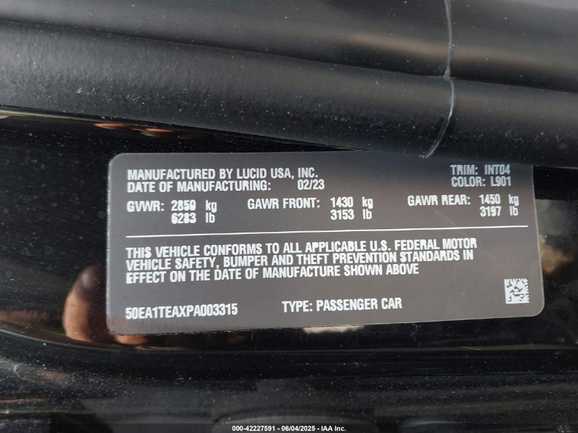 MANUFACTURED BY LUCID USA, INC. TRIM: INT04
DATE OF MANUFACTURING: 02/23 COLOR: L901
GVWR: 2850 kg GAWR FRONT: 1430 kg GAWR REAR: 1450 kg
6283 lb 3153 lb 3197 lb
THIS VEHICLE CONFORMS TO ALL APPLICABLE U.S. FEDERAL MOTOR
VEHICLE SAFETY, BUMPER AND THEFT PREVENTION STANDARDS IN
EFFECT ON THE DATE OF MANUFACTURE SHOWN ABOVE
50EA1TEAXPA003315 TYPE: PASSENGER CAR
000-42227591 - 06/04/2025 - IAA Inc.